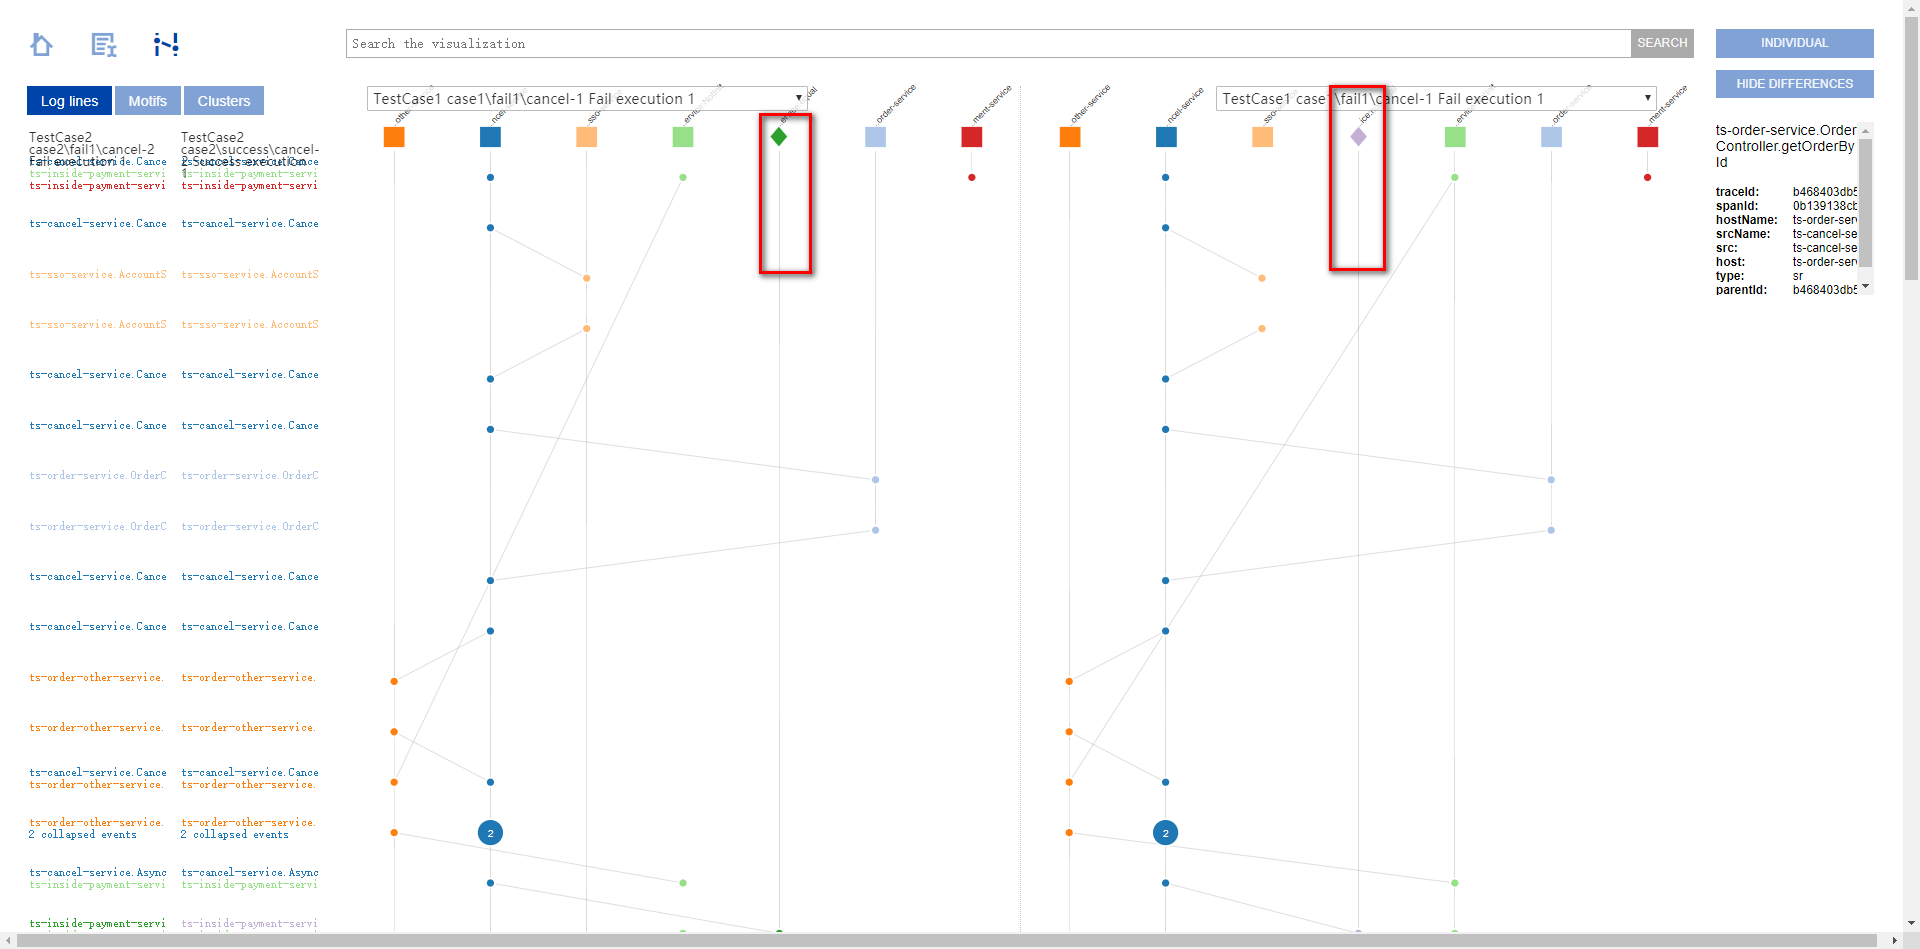 Search the visualization
SEARCH
INDIVIDUAL
HIDE DIFFERENCES
Log lines
Motifs
Clusters
TestCase1 case1\fail1\cancel-1 Fail execution 1
TestCase1 case1\fail1\cancel-1 Fail execution 1
order-service
ment-service
other-service
ncel-service
ment-service
TestCase2
case2\fail1\cancel-2
Fail execution 1
TestCase2
case2\success\cancel-
2 Success execution
1
ts-cancel-service.Cance
ts-cancel-service.Cance
ts-inside-payment-servi
ts-inside-payment-servi
ts-inside-payment-servi
ts-inside-payment-servi
ts-cancel-service.Cance
ts-cancel-service.Cance
ts-sso-service.AccountS
ts-sso-service.AccountS
ts-sso-service.AccountS
ts-sso-service.AccountS
ts-cancel-service.Cance
ts-cancel-service.Cance
ts-cancel-service.Cance
ts-cancel-service.Cance
ts-order-service.OrderC
ts-order-service.OrderC
ts-order-service.OrderC
ts-order-service.OrderC
ts-cancel-service.Cance
ts-cancel-service.Cance
ts-cancel-service.Cance
ts-cancel-service.Cance
ts-order-other-service.
ts-order-other-service.
ts-order-other-service.
ts-order-other-service.
ts-cancel-service.Cance
ts-cancel-service.Cance
ts-order-other-service.
ts-order-other-service.
ts-order-other-service.
ts-order-other-service.
2 collapsed events
2 collapsed events
2
2
ts-cancel-service.Async
ts-cancel-service.Async
ts-inside-payment-servi
ts-inside-payment-servi
ts-inside-payment-servi
ts-inside-payment-servi
ts-order-service.Order
Controller.getOrderBy
Id
traceId: b468403db5
spanId: 0b139138cb
hostName: ts-order-ser
srcName: ts-cancel-se
src: ts-cancel-se
host: ts-order-ser
type: sr
parentId: b468403db5